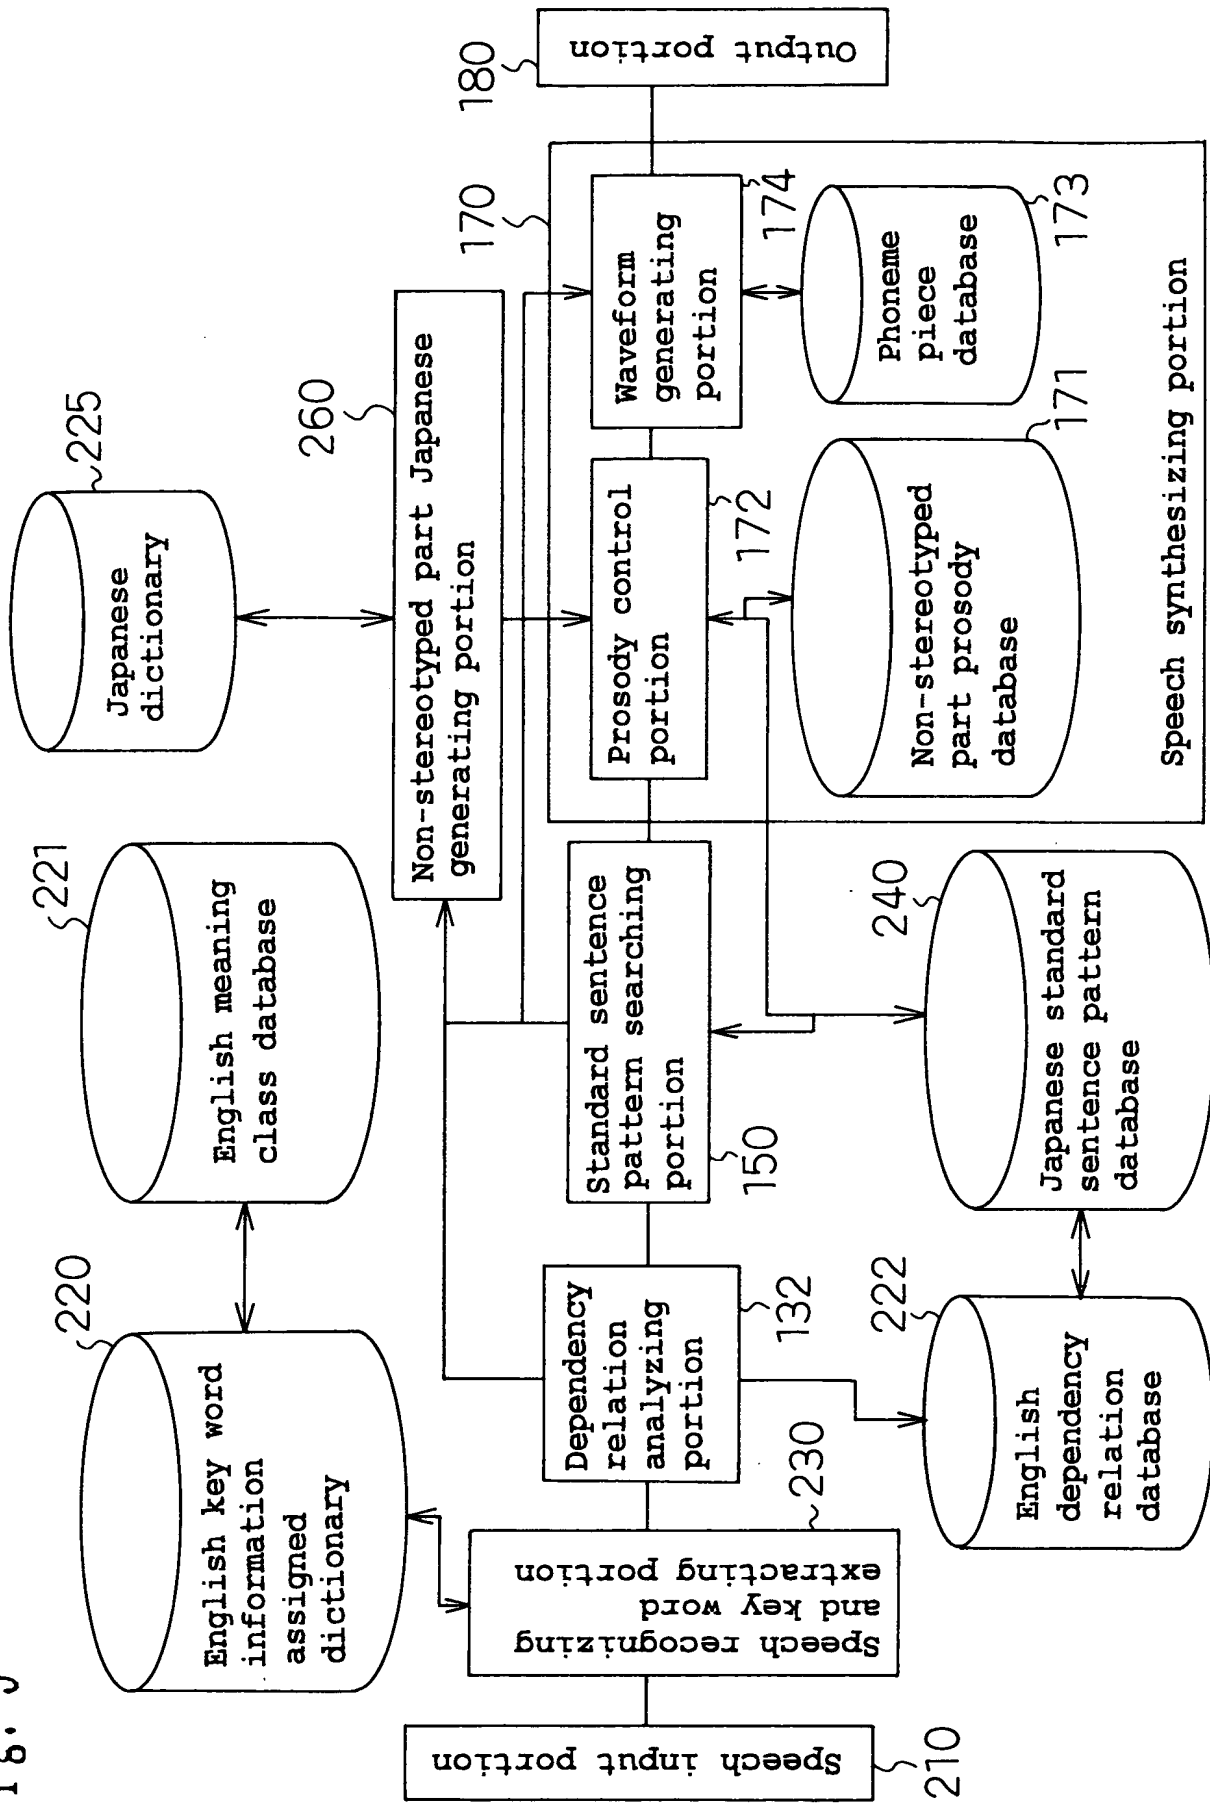 220
221
225
English key word
information
assigned
dictionary
English meaning
class database
Japanese
dictionary
260
Non-stereotyped part Japanese
generating portion
170
180
Speech input portion
210
Speech recognizing
and key word
extracting portion
230
Dependency
relation
analyzing
portion
132
Standard sentence
pattern searching
portion
150
Prosody control
portion
172
Waveform
generating
portion
174
Output portion
222
English
dependency
relation
database
240
Japanese standard
sentence pattern
database
Non-stereotyped
part prosody
database
171
Phoneme
piece
database
173
Speech synthesizing portion